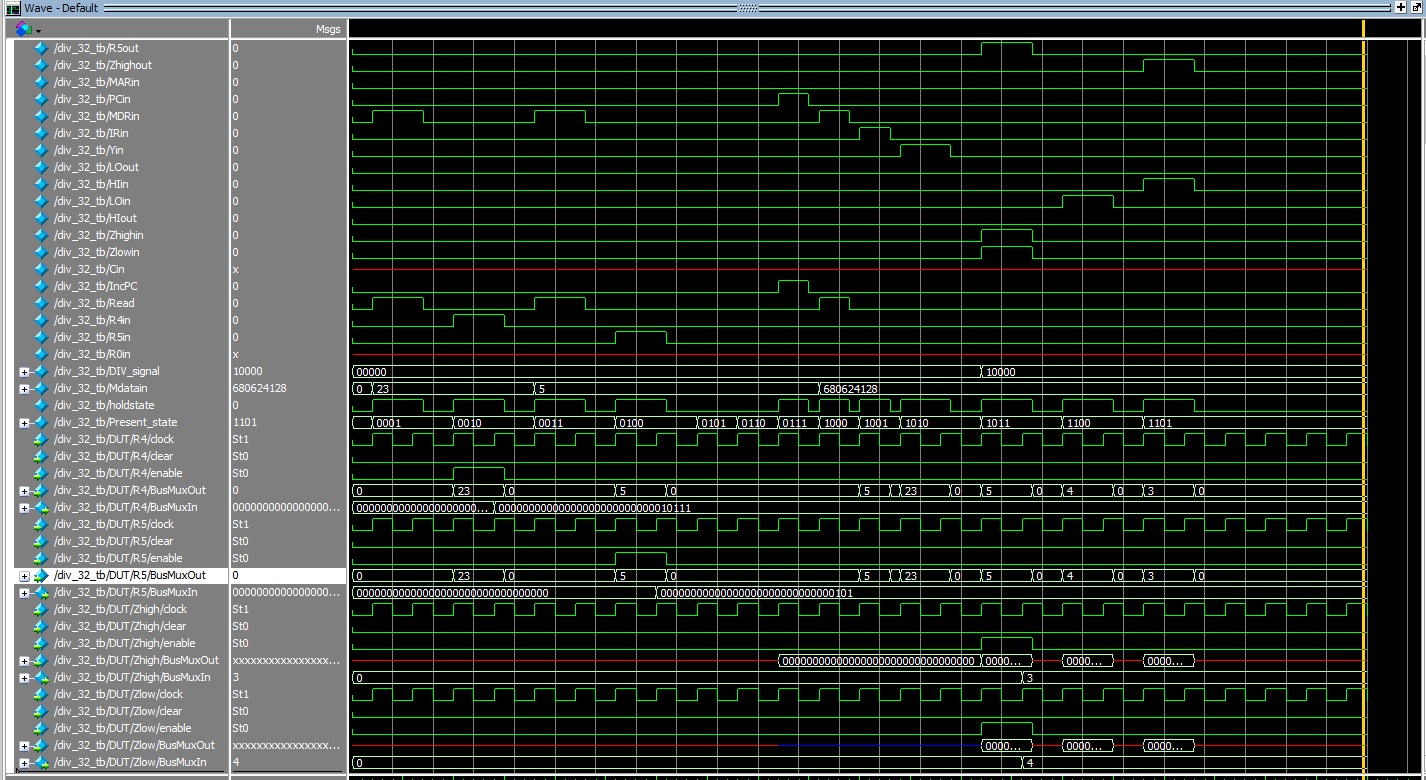 Wave - Default
Msgs
/div_32_tb/R5out 0
/div_32_tb/Zhighout 0
/div_32_tb/MARin 0
/div_32_tb/PCin 0
/div_32_tb/MDRin 0
/div_32_tb/IRin 0
/div_32_tb/Yin 0
/div_32_tb/LOout 0
/div_32_tb/HIin 0
/div_32_tb/LOin 0
/div_32_tb/HIout 0
/div_32_tb/Zhighin 0
/div_32_tb/Zlowin 0
/div_32_tb/Cin x
/div_32_tb/IncPC 0
/div_32_tb/Read 0
/div_32_tb/R4in 0
/div_32_tb/R5in 0
/div_32_tb/R0in x
/div_32_tb/DIV_signal 10000 00000 10000
/div_32_tb/Mdatain 680624128 0 23 5 680624128
/div_32_tb/holdstate 0
/div_32_tb/Present_state 1101 0001 0010 0011 0100 0101 0110 0111 1000 1001 1010 1011 1100 1101
/div_32_tb/DUT/R4/clock St1
/div_32_tb/DUT/R4/clear St0
/div_32_tb/DUT/R4/enable St0
/div_32_tb/DUT/R4/BusMuxOut 0 0 23 0 5 0 5 23 0 5 0 4 0 3 0
/div_32_tb/DUT/R4/BusMuxIn 0000000000000000... 00000000000000000000... 00000000000000000000000000010111
/div_32_tb/DUT/R5/clock St1
/div_32_tb/DUT/R5/clear St0
/div_32_tb/DUT/R5/enable St0
/div_32_tb/DUT/R5/BusMuxOut 0 0 23 0 5 0 5 23 0 5 0 4 0 3 0
/div_32_tb/DUT/R5/BusMuxIn 0000000000000000... 00000000000000000000000000000000 00000000000000000000000000000101
/div_32_tb/DUT/Zhigh/clock St1
/div_32_tb/DUT/Zhigh/clear St0
/div_32_tb/DUT/Zhigh/enable St0
/div_32_tb/DUT/Zhigh/BusMuxOut xxxxxxxxxxxxxxxx... 00000000000000000000000000000000 0000... 0000... 0000...
/div_32_tb/DUT/Zhigh/BusMuxIn 3 0 3
/div_32_tb/DUT/Zlow/clock St1
/div_32_tb/DUT/Zlow/clear St0
/div_32_tb/DUT/Zlow/enable St0
/div_32_tb/DUT/Zlow/BusMuxOut xxxxxxxxxxxxxxxx... 0000... 0000... 0000...
/div_32_tb/DUT/Zlow/BusMuxIn 4 0 4